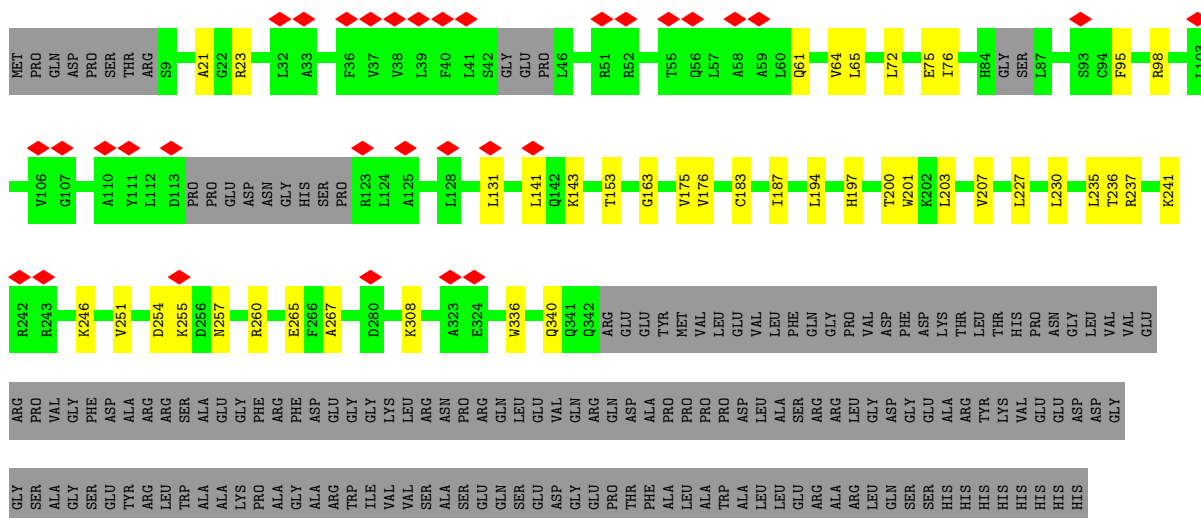 MET PRO GLN ASP PRO SER THR ARG S9 A21 G22 R23 L32 A33 F36 V37 V38 L39 F40 L41 S42 GLY GLU PRO L46 R51 R52 T55 Q56 L57 A58 A59 L60 Q61 V64 L65 L72 E75 I76 H84 GLY SER L87 S93 C94 F95 R98 L103
V106 G107 A110 Y111 L112 D113 PRO PRO GLU ASP ASN GLY HIS SER PRO R123 L124 A125 L128 L131 L141 Q142 K143 T153 G163 V175 V176 C183 I187 L194 H197 T200 W201 K202 L203 V207 L227 L230 L235 T236 R237 K241
R242 R243 K246 V251 D254 K255 D256 N257 R260 E265 F266 A267 D280 K308 A323 E324 W336 Q340 Q341 Q342 ARG GLU GLU TYR MET VAL LEU GLU VAL LEU PHE GLN GLY PRO VAL ASP PHE ASP LYS THR LEU THR HIS PRO ASN GLY LEU VAL VAL GLU
ARG PRO VAL GLY PHE ASP ALA ARG ARG SER ALA GLU GLY PHE ARG PHE ASP GLU GLY GLY LYS LEU ARG ASN PRO ARG GLN LEU GLU VAL GLN ARG GLN ASP ALA PRO PRO PRO PRO ASP LEU ALA SER ARG ARG LEU GLY ASP GLY GLU ALA ARG TYR LYS VAL GLU GLU ASP ASP GLY
GLY SER ALA GLY SER GLU TYR ARG LEU TRP ALA ALA LYS PRO ALA GLY ALA ARG TRP ILE VAL VAL SER ALA SER GLU GLN SER GLU ASP GLY GLU PRO THR PHE ALA LEU ALA TRP ALA LEU LEU GLU ARG ALA ARG LEU GLN SER SER HIS HIS HIS HIS HIS HIS HIS HIS